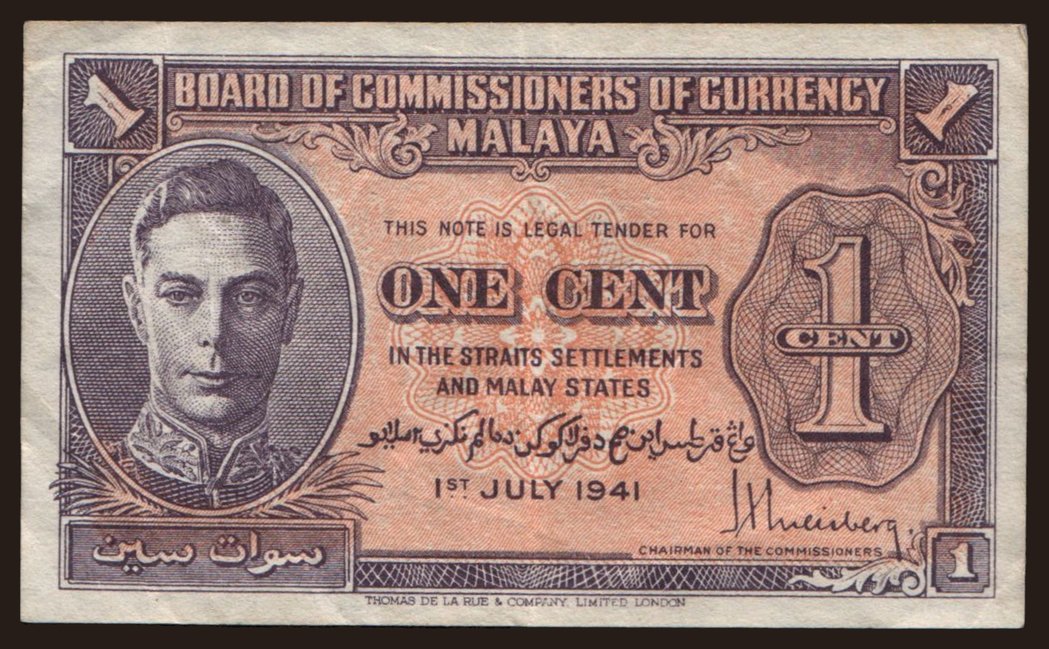 1
1
BOARD OF COMMISSIONERS OF CURRENCY
MALAYA
THIS NOTE IS LEGAL TENDER FOR
ONE CENT
1
CENT
IN THE STRAITS SETTLEMENTS
AND MALAY STATES
1ST JULY 1941
CHAIRMAN OF THE COMMISSIONERS
سوات سين
1
THOMAS DE LA RUE & COMPANY, LIMITED LONDON